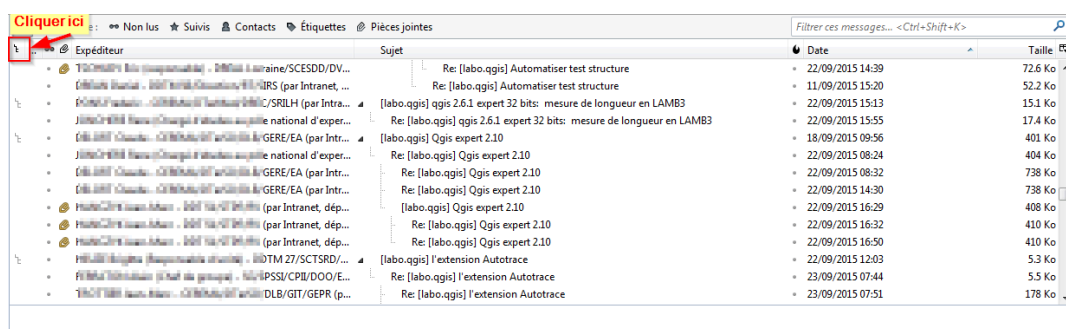 Cliquer ici
: Non lus Suivis Contacts Étiquettes Pièces jointes Filtrer ces messages... <Ctrl+Shift+K>
Expéditeur Sujet Date Taille
raine/SCESDD/DV... Re: [labo.qgis] Automatiser test structure 22/09/2015 14:39 72.6 Ko
SIRS (par Intranet, ... Re: [labo.qgis] Automatiser test structure 11/09/2015 15:20 52.2 Ko
C/SRILH (par Intra... [labo.qgis] qgis 2.6.1 expert 32 bits: mesure de longueur en LAMB3 22/09/2015 15:13 15.1 Ko
e national d'exper... Re: [labo.qgis] qgis 2.6.1 expert 32 bits: mesure de longueur en LAMB3 22/09/2015 15:55 17.4 Ko
GERE/EA (par Intr... [labo.qgis] Qgis expert 2.10 18/09/2015 09:56 401 Ko
e national d'exper... Re: [labo.qgis] Qgis expert 2.10 22/09/2015 08:24 404 Ko
GERE/EA (par Intr... Re: [labo.qgis] Qgis expert 2.10 22/09/2015 08:32 738 Ko
GERE/EA (par Intr... Re: [labo.qgis] Qgis expert 2.10 22/09/2015 14:30 738 Ko
(par Intranet, dép... [labo.qgis] Qgis expert 2.10 22/09/2015 16:29 408 Ko
(par Intranet, dép... Re: [labo.qgis] Qgis expert 2.10 22/09/2015 16:32 410 Ko
(par Intranet, dép... Re: [labo.qgis] Qgis expert 2.10 22/09/2015 16:50 410 Ko
DTM 27/SCTSRD/... [labo.qgis] l'extension Autotrace 22/09/2015 12:03 5.3 Ko
PSSI/CPII/DOO/E... Re: [labo.qgis] l'extension Autotrace 23/09/2015 07:44 5.5 Ko
DLB/GIT/GEPR (p... Re: [labo.qgis] l'extension Autotrace 23/09/2015 07:51 178 Ko